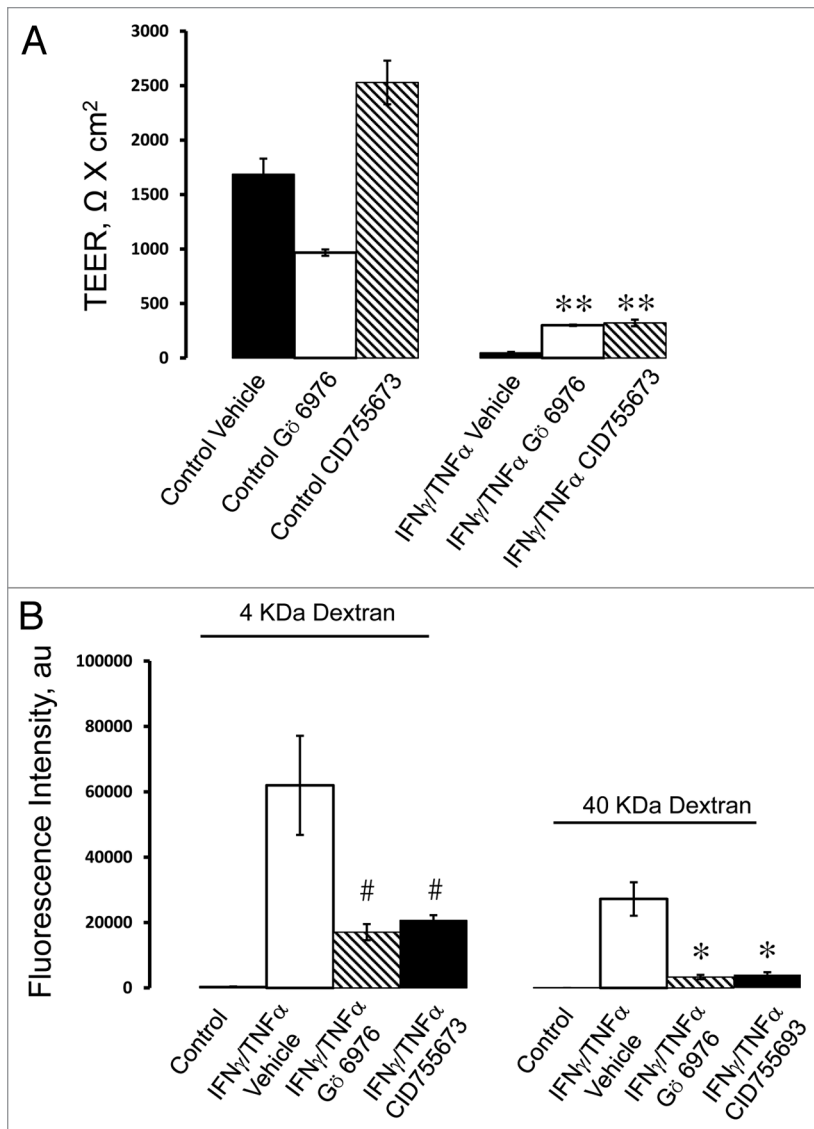 A
TEER, Ω X cm²
3000
2500
2000
1500
1000
500
0
** **
Control Vehicle
Control Gö 6976
Control CID755673
IFNγ/TNFα Vehicle
IFNγ/TNFα Gö 6976
IFNγ/TNFα CID755673
B
4 KDa Dextran
Fluorescence Intensity, au
100000
80000
60000
40000
20000
0
40 KDa Dextran
# #
* *
Control
IFNγ/TNFα
Vehicle
IFNγ/TNFα
Gö 6976
IFNγ/TNFα
CID755673
Control
IFNγ/TNFα
Vehicle
IFNγ/TNFα
Gö 6976
IFNγ/TNFα
CID755693